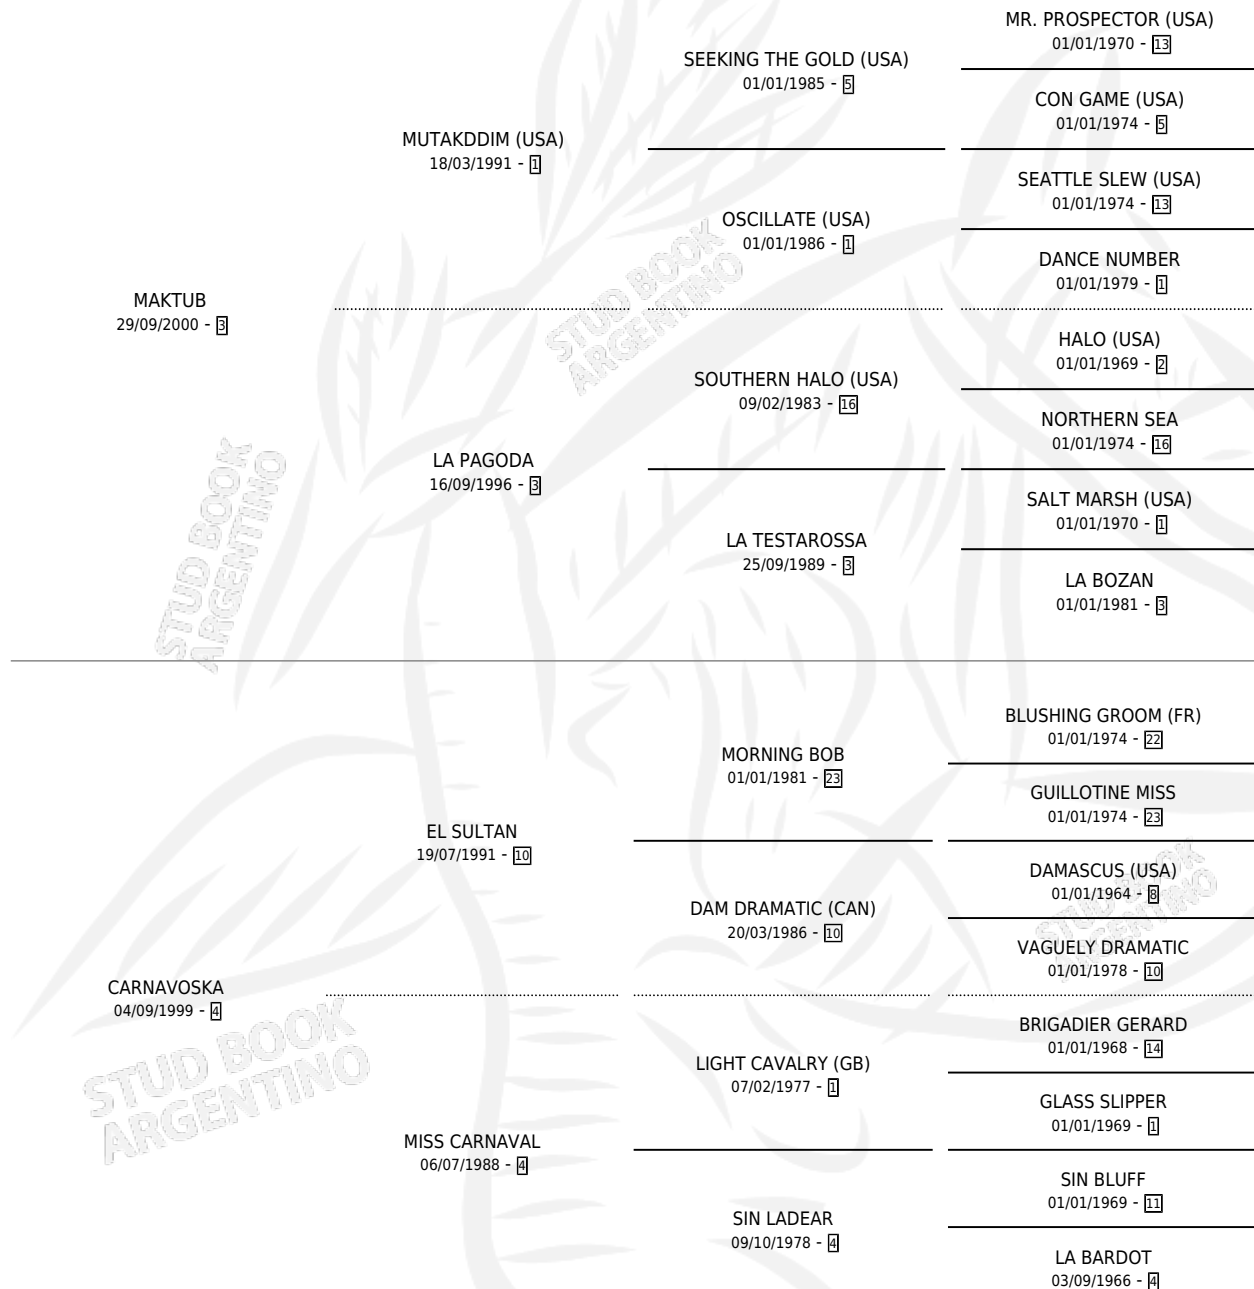 MR. PROSPECTOR (USA)
01/01/1970 - 13
SEEKING THE GOLD (USA)
01/01/1985 - 5
CON GAME (USA)
01/01/1974 - 5
MUTAKDDIM (USA)
18/03/1991 - 1
SEATTLE SLEW (USA)
01/01/1974 - 13
OSCILLATE (USA)
01/01/1986 - 1
DANCE NUMBER
01/01/1979 - 1
MAKTUB
29/09/2000 - 3
HALO (USA)
01/01/1969 - 2
SOUTHERN HALO (USA)
09/02/1983 - 16
NORTHERN SEA
01/01/1974 - 16
LA PAGODA
16/09/1996 - 3
SALT MARSH (USA)
01/01/1970 - 1
LA TESTAROSSA
25/09/1989 - 3
LA BOZAN
01/01/1981 - 3
STUD BOOK
ARGENTINO
STUD BOOK
ARGENTINO
BLUSHING GROOM (FR)
01/01/1974 - 22
MORNING BOB
01/01/1981 - 23
GUILLOTINE MISS
01/01/1974 - 23
EL SULTAN
19/07/1991 - 10
DAMASCUS (USA)
01/01/1964 - 8
DAM DRAMATIC (CAN)
20/03/1986 - 10
VAGUELY DRAMATIC
01/01/1978 - 10
CARNAVOSKA
04/09/1999 - 4
BRIGADIER GERARD
01/01/1968 - 14
LIGHT CAVALRY (GB)
07/02/1977 - 1
GLASS SLIPPER
01/01/1969 - 1
MISS CARNAVAL
06/07/1988 - 4
SIN BLUFF
01/01/1969 - 11
SIN LADEAR
09/10/1978 - 4
LA BARDOT
03/09/1966 - 4
STUD BOOK
ARGENTINO
STUD BOOK
ARGENTINO